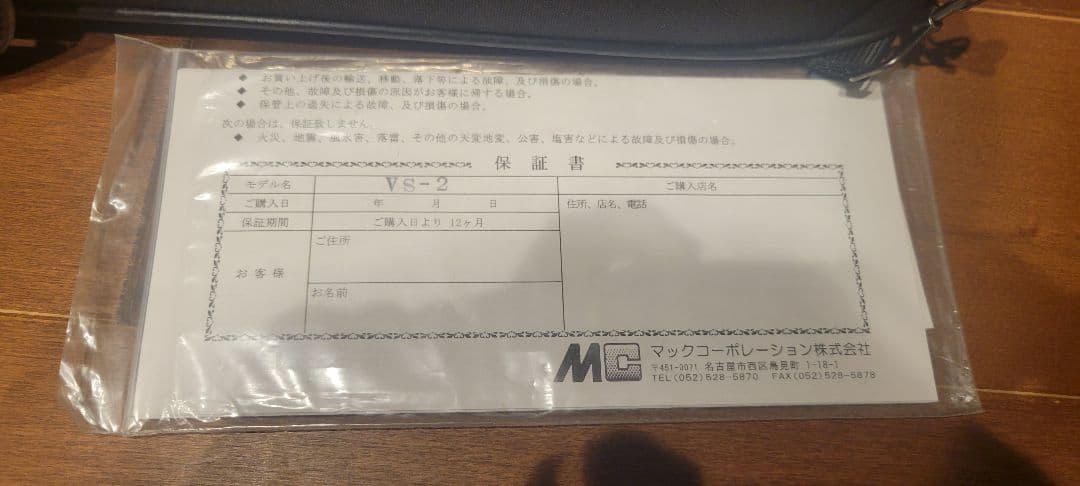 ◆ お買い上げ後の輸送、移動、落下等による故障、及び損傷の場合。
◆ その他、故障及び損傷の原因がお客様に帰する場合。
◆ 保管上の遺失による故障、及び損傷の場合。
次の場合は、保証致しません。
◆ 火災、地震、風水害、落雷、その他の天変地変、公害、塩害などによる故障及び損傷の場合。
保証書
モデル名 VS-2 ご購入店名
ご購入日 年 月 日 住所、店名、電話
保証期間 ご購入日より 12ヶ月
お客様 ご住所
お名前
MC マックコーポレーション株式会社
〒451-0071 名古屋市西区鳥見町 1-18-1
TEL(052)528-5870 FAX(052)528-5878